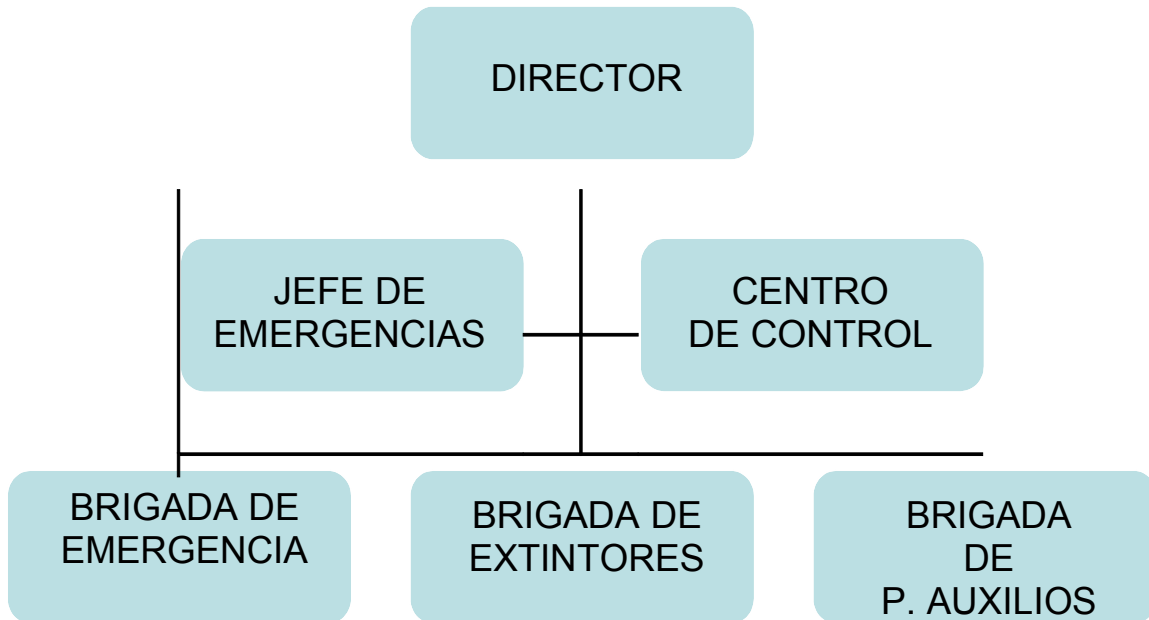 DIRECTOR
JEFE DE
EMERGENCIAS
CENTRO
DE CONTROL
BRIGADA DE
EMERGENCIA
BRIGADA DE
EXTINTORES
BRIGADA
DE
P. AUXILIOS